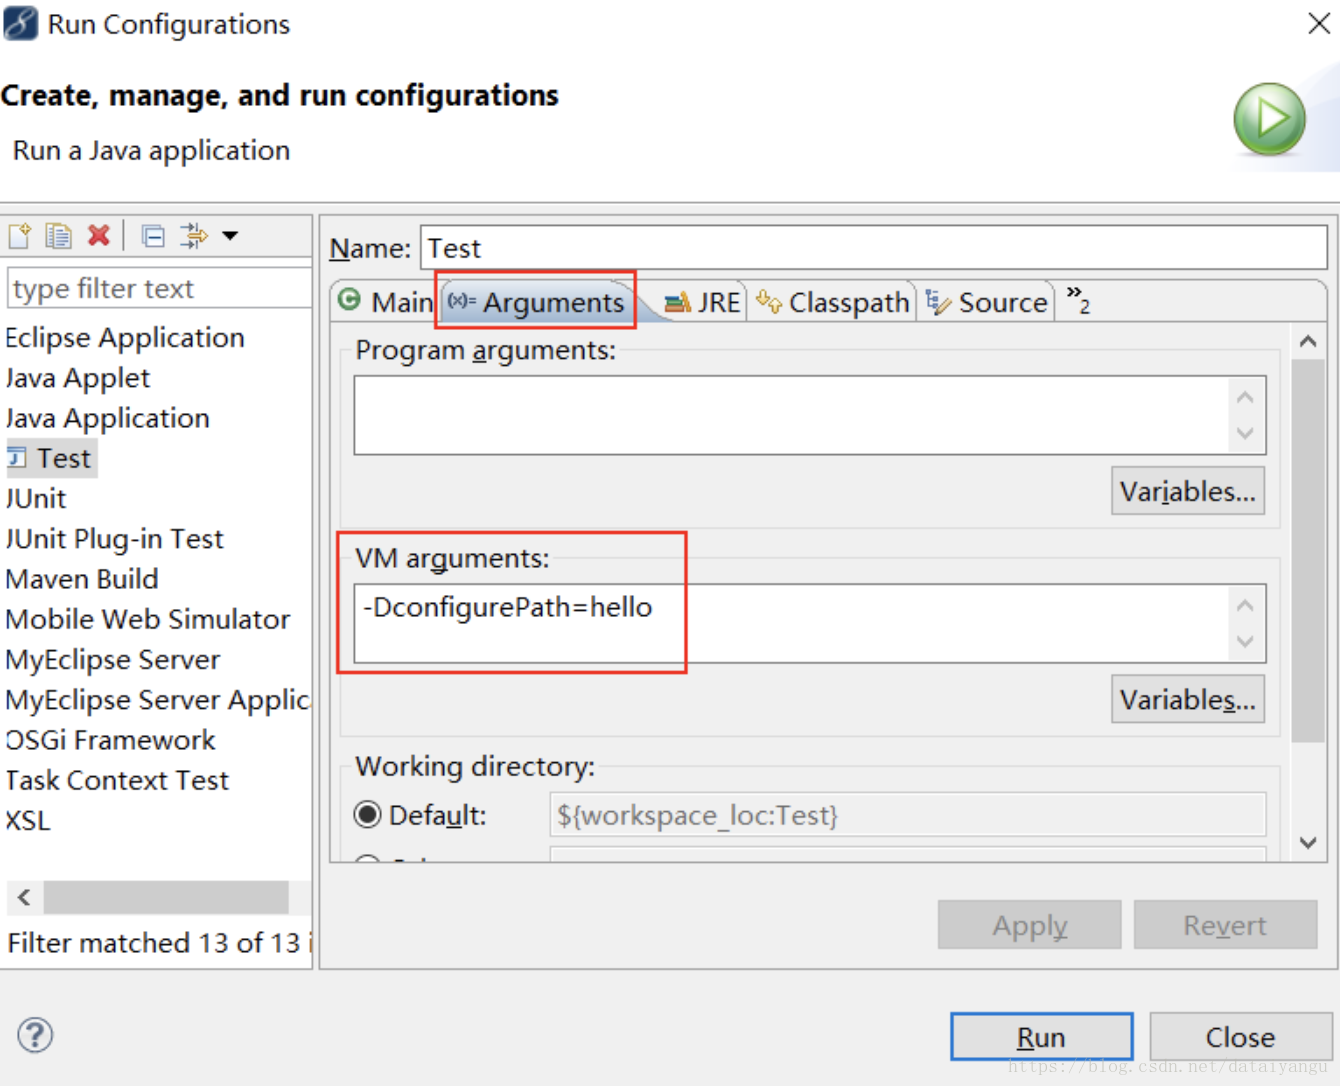 Run Configurations
Create, manage, and run configurations
Run a Java application
type filter text
Eclipse Application
Java Applet
Java Application
Test
JUnit
JUnit Plug-in Test
Maven Build
Mobile Web Simulator
MyEclipse Server
MyEclipse Server Applic
OSGi Framework
Task Context Test
XSL
Filter matched 13 of 13 i
Name: Test
Main (x)= Arguments JRE Classpath Source »2
Program arguments:
Variables...
VM arguments:
-DconfigurePath=hello
Variables...
Working directory:
Default: ${workspace_loc:Test}
Apply Revert
Run Close
https://blog.csdn.net/dataiyangu